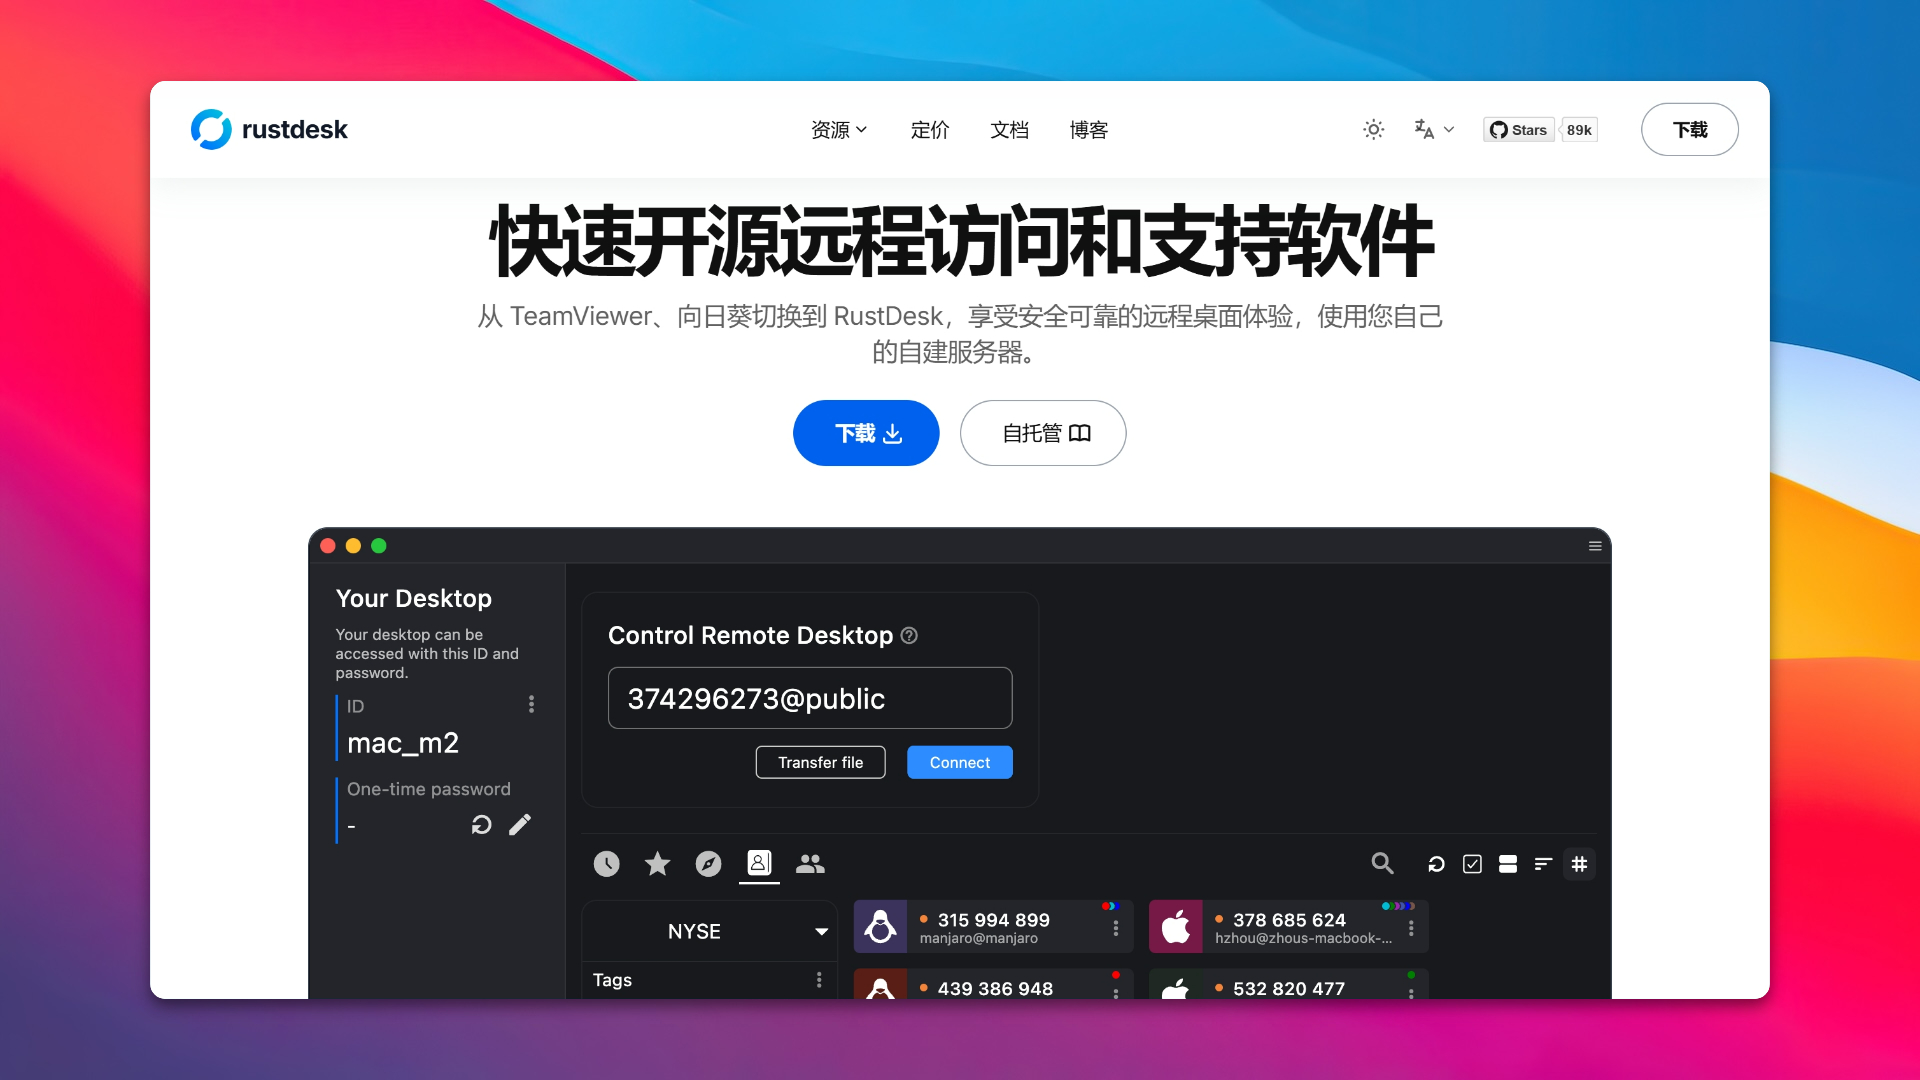 rustdesk
资源
定价
文档
博客
Stars
89k
下载
快速开源远程访问和支持软件
从 TeamViewer、向日葵切换到 RustDesk，享受安全可靠的远程桌面体验，使用您自己
的自建服务器。
下载
自托管
Your Desktop
Your desktop can be
accessed with this ID and
password.
ID
mac_m2
One-time password
-
Control Remote Desktop
374296273@public
Transfer file
Connect
NYSE
Tags
315 994 899
manjaro@manjaro
378 685 624
hzhou@zhous-macbook-...
439 386 948
532 820 477